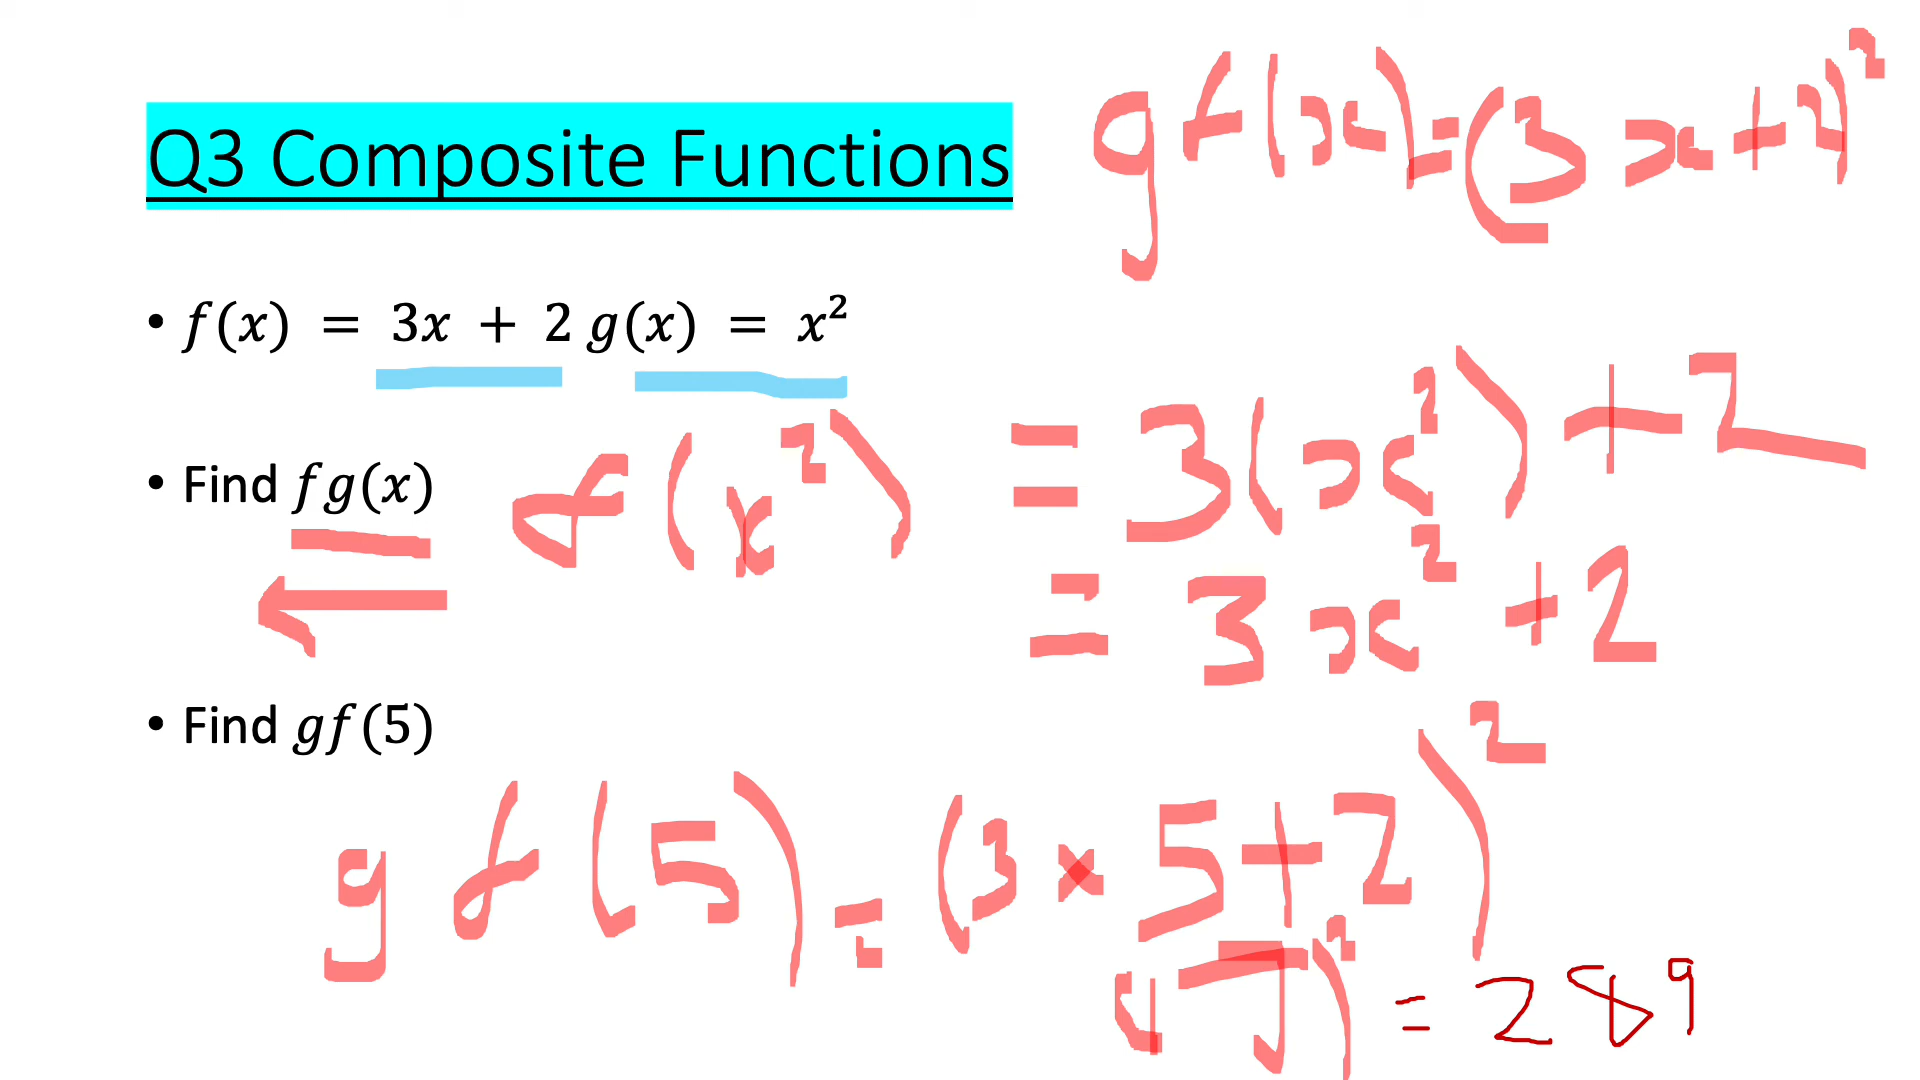 Q3 Composite Functions
gf(x)=(3x+2)²
• f(x) = 3x + 2 g(x) = x²
• Find fg(x)
f(x²) = 3(x²)+2
= 3x²+2
• Find gf(5)
gf(5) = (3×5+2)²
(17)² = 289